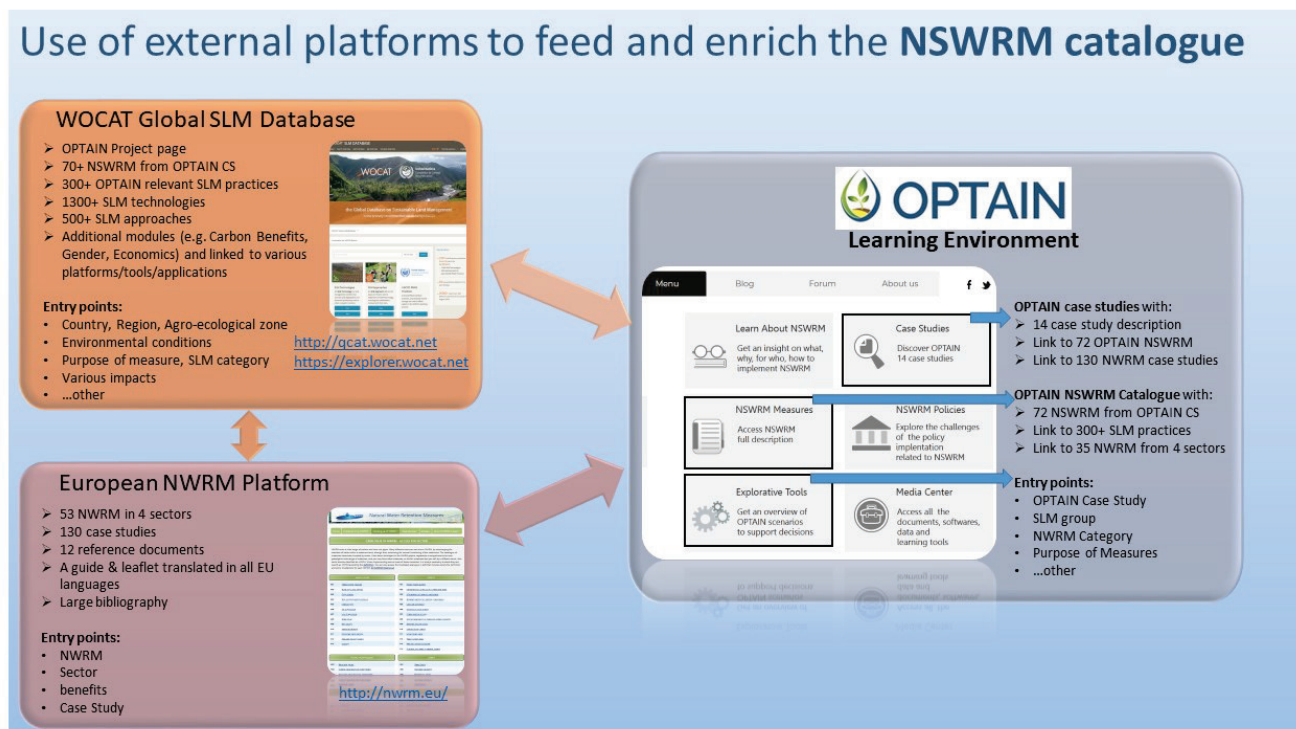 Use of external platforms to feed and enrich the NSWRM catalogue
WOCAT Global SLM Database
➢ OPTAIN Project page
➢ 70+ NSWRM from OPTAIN CS
➢ 300+ OPTAIN relevant SLM practices
➢ 1300+ SLM technologies
➢ 500+ SLM approaches
➢ Additional modules (e.g. Carbon Benefits,
Gender, Economics) and linked to various
platforms/tools/applications
Entry points:
• Country, Region, Agro-ecological zone
• Environmental conditions
• Purpose of measure, SLM category
• Various impacts
• ...other
WOCAT
http://qcat.wocat.net
https://explorer.wocat.net
European NWRM Platform
➢ 53 NWRM in 4 sectors
➢ 130 case studies
➢ 12 reference documents
➢ A guide & leaflet translated in all EU
languages
➢ Large bibliography
Entry points:
• NWRM
• Sector
• benefits
• Case Study
Natural Water Retention Measures
http://nwrm.eu/
OPTAIN
Learning Environment
Menu
Blog
Forum
About us
Learn About NSWRM
Get an insight on what,
why, for who, how to
implement NSWRM
Case Studies
Discover OPTAIN
14 case studies
NSWRM Measures
Access NSWRM
full description
NSWRM Policies
Explore the challenges
of the policy
implentation
related to NSWRM
Explorative Tools
Get an overview of
OPTAIN scenarios
to support decisions
Media Center
Access all the
documents, softwares,
data and
learning tools
OPTAIN case studies with:
➢ 14 case study description
➢ Link to 72 OPTAIN NSWRM
➢ Link to 130 NWRM case studies
OPTAIN NSWRM Catalogue with:
➢ 72 NSWRM from OPTAIN CS
➢ Link to 300+ SLM practices
➢ Link to 35 NWRM from 4 sectors
Entry points:
• OPTAIN Case Study
• SLM group
• NWRM Category
• Purpose of Measures
• ...other